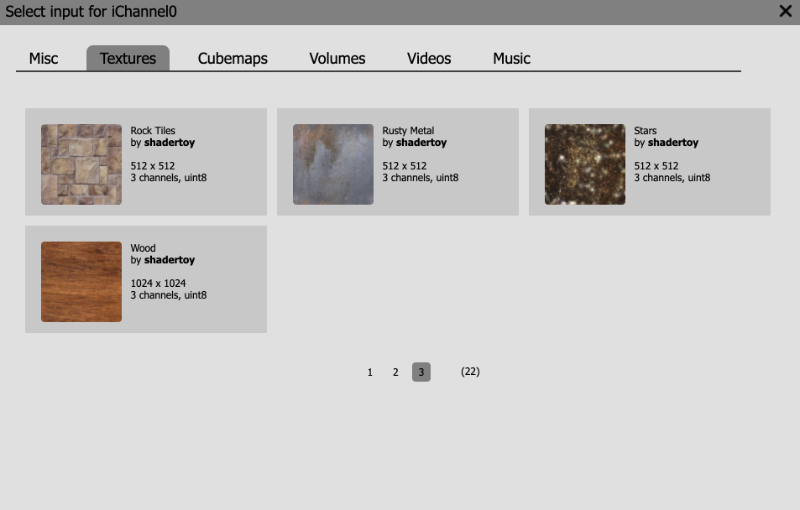 Select input for iChannel0
Misc Textures Cubemaps Volumes Videos Music
Rock Tiles
by shadertoy
512 x 512
3 channels, uint8
Rusty Metal
by shadertoy
512 x 512
3 channels, uint8
Stars
by shadertoy
512 x 512
3 channels, uint8
Wood
by shadertoy
1024 x 1024
3 channels, uint8
1 2 3 (22)